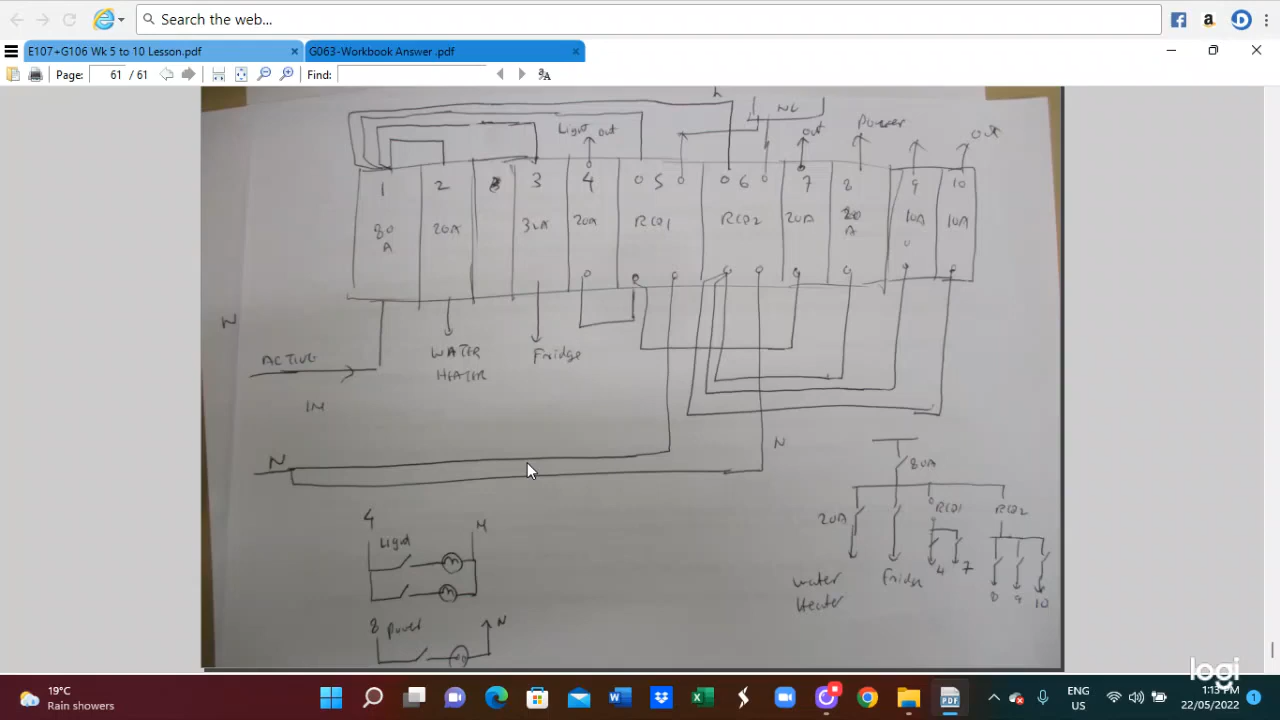 Search the web...
E107+G106 Wk 5 to 10 Lesson.pdf
G063-Workbook Answer .pdf
Page: 61 / 61 Find:
L
NL
Light out
out
Power
out
1 2 3 4 5 6 7 8 9 10
80 A
20A
32A
20A
RCD1
RCD2
20A
20 A
10A
10A
N
ACTIVE
IN
WATER
HEATER
Fridge
N
N
80A
20A
RCD1
RCD2
4 7
8 9 10
water
Heater
Fridge
4 N
Light
8 Power N
logi
19°C
Rain showers
ENG
US
1:13 PM
22/05/2022
1